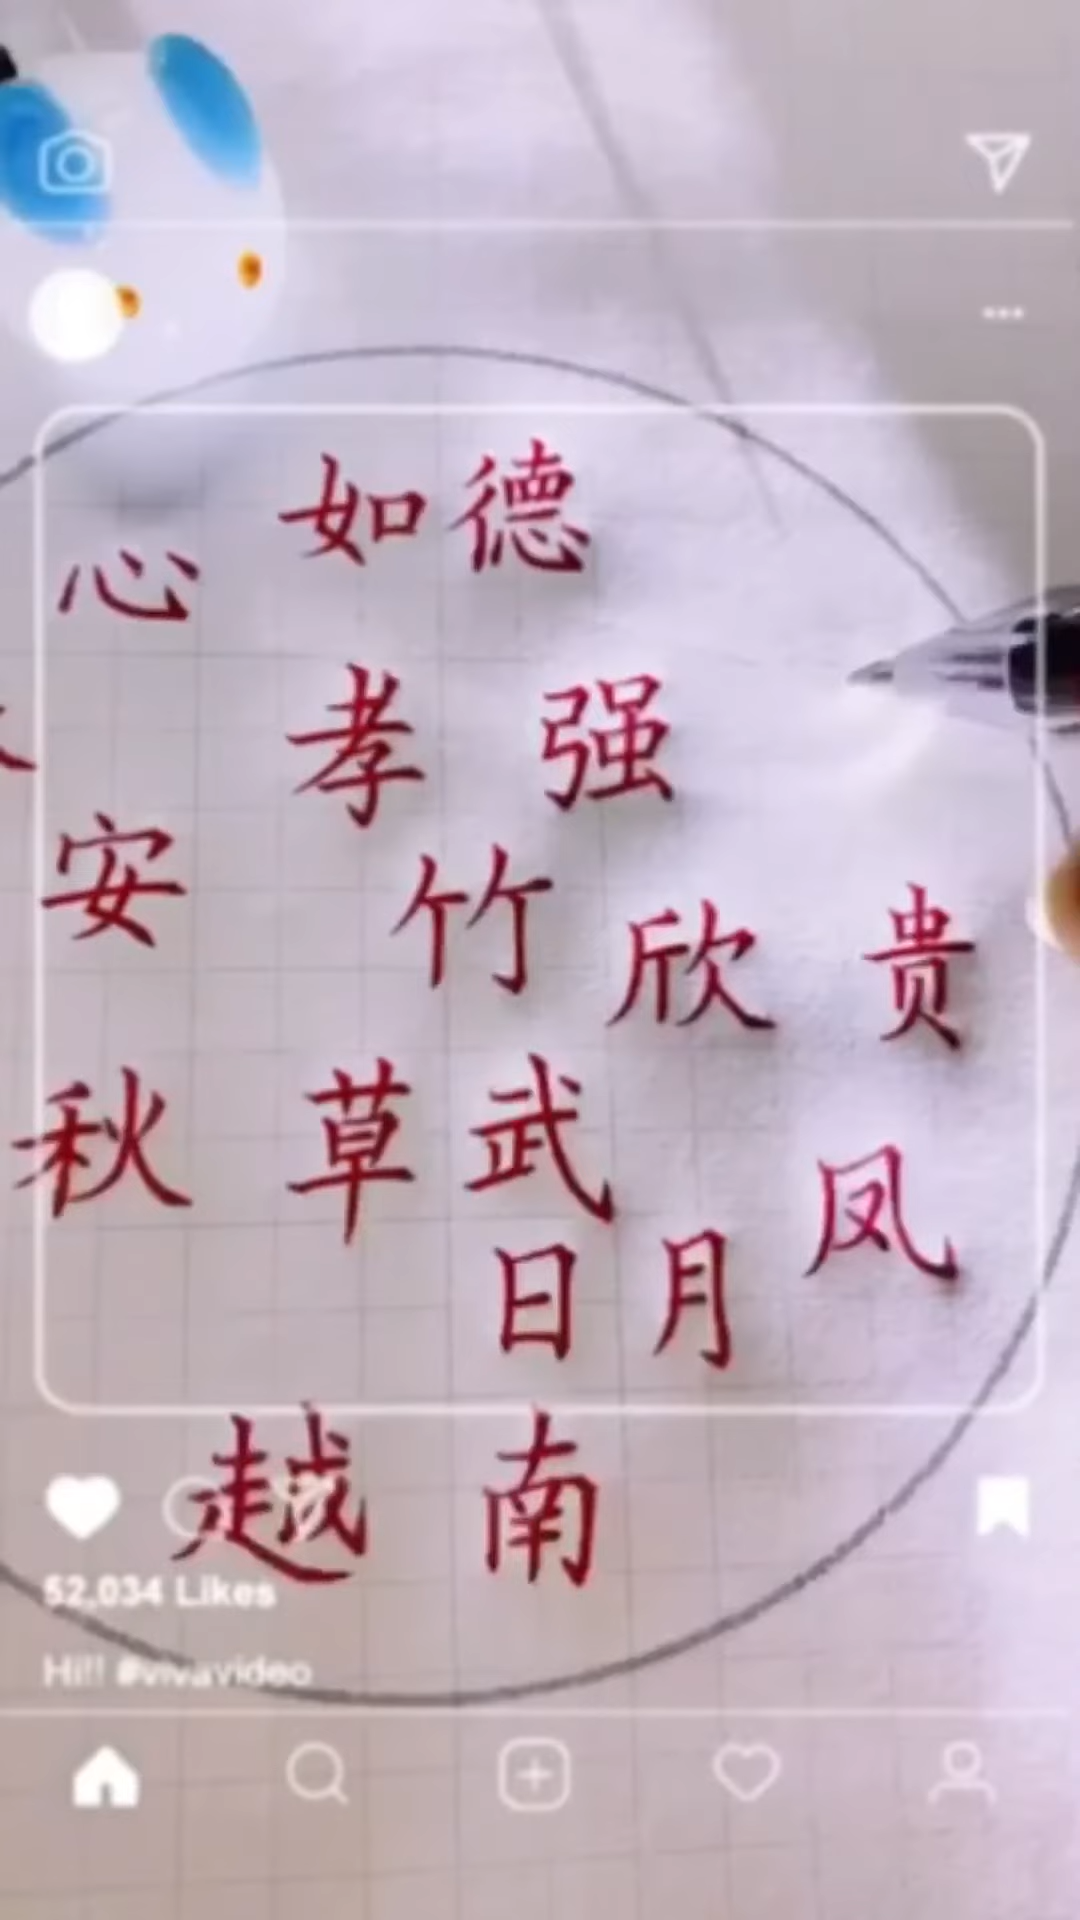 如 德
心
孝 强
安
竹
欣 贵
秋 草 武
凤
日 月
越 南
52,034 Likes
Hi!! #vivavideo